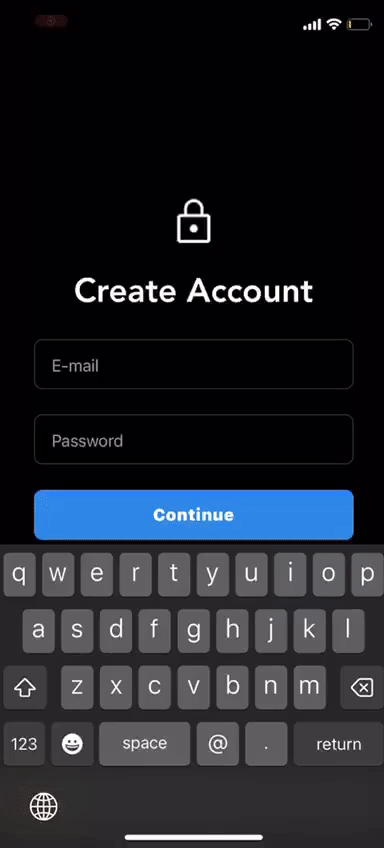 Create Account
E-mail
Password
Continue
q w e r t y u i o p
a s d f g h j k l
z x c v b n m
123 space @ . return